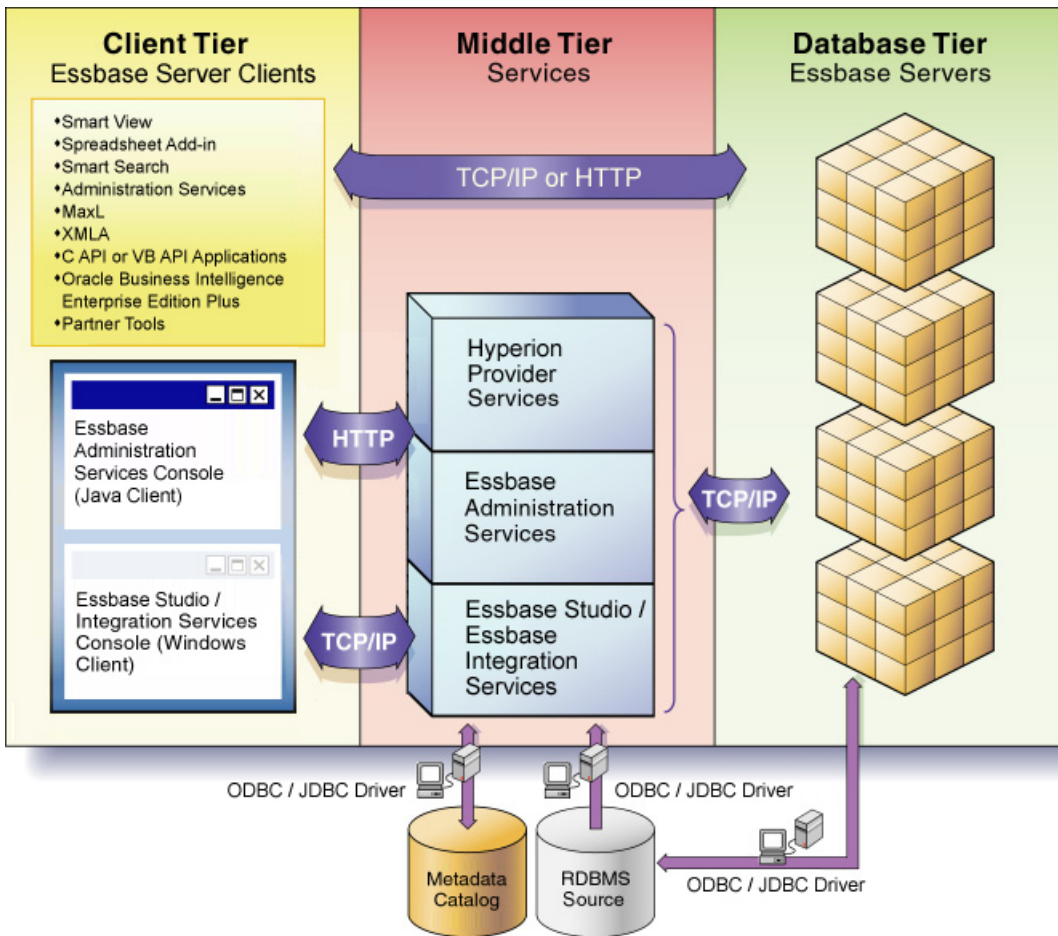 Client Tier
Essbase Server Clients
Middle Tier
Services
Database Tier
Essbase Servers
♦Smart View
♦Spreadsheet Add-in
♦Smart Search
♦Administration Services
♦MaxL
♦XMLA
♦C API or VB API Applications
♦Oracle Business Intelligence
Enterprise Edition Plus
♦Partner Tools
TCP/IP or HTTP
Essbase
Administration
Services Console
(Java Client)
HTTP
Hyperion
Provider
Services
Essbase
Administration
Services
TCP/IP
Essbase Studio /
Integration Services
Console (Windows
Client)
TCP/IP
Essbase Studio /
Essbase
Integration
Services
ODBC / JDBC Driver
ODBC / JDBC Driver
Metadata
Catalog
RDBMS
Source
ODBC / JDBC Driver